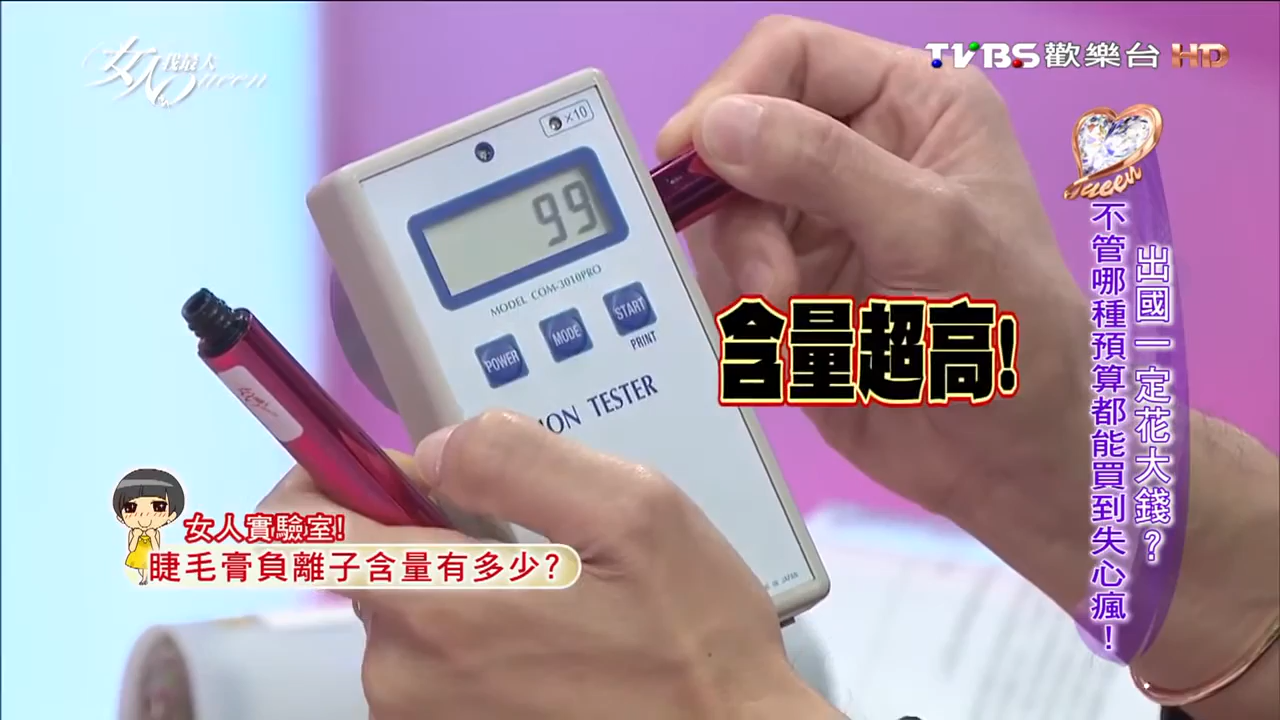 女人我最大
Queen
TVBS歡樂台 HD
×10
99
MODEL COM-3010PRO
POWER
MODE
START
PRINT
ION TESTER
IN JAPAN
含量超高!
Queen
出國一定花大錢?
不管哪種預算都能買到失心瘋!
女人實驗室!
睫毛膏負離子含量有多少?